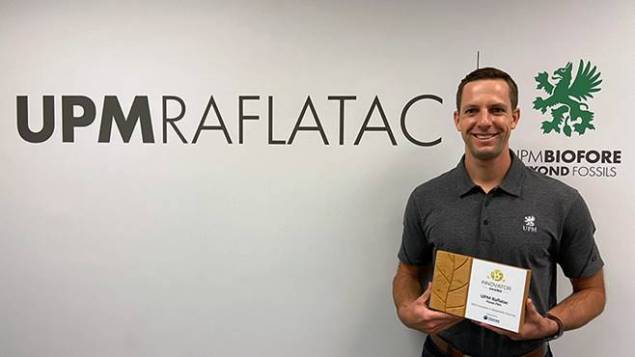 UPMRAFLATAC
UPMBIOFORE
BEYOND FOSSILS
UPM
INNOVATOR
UPM Raflatac